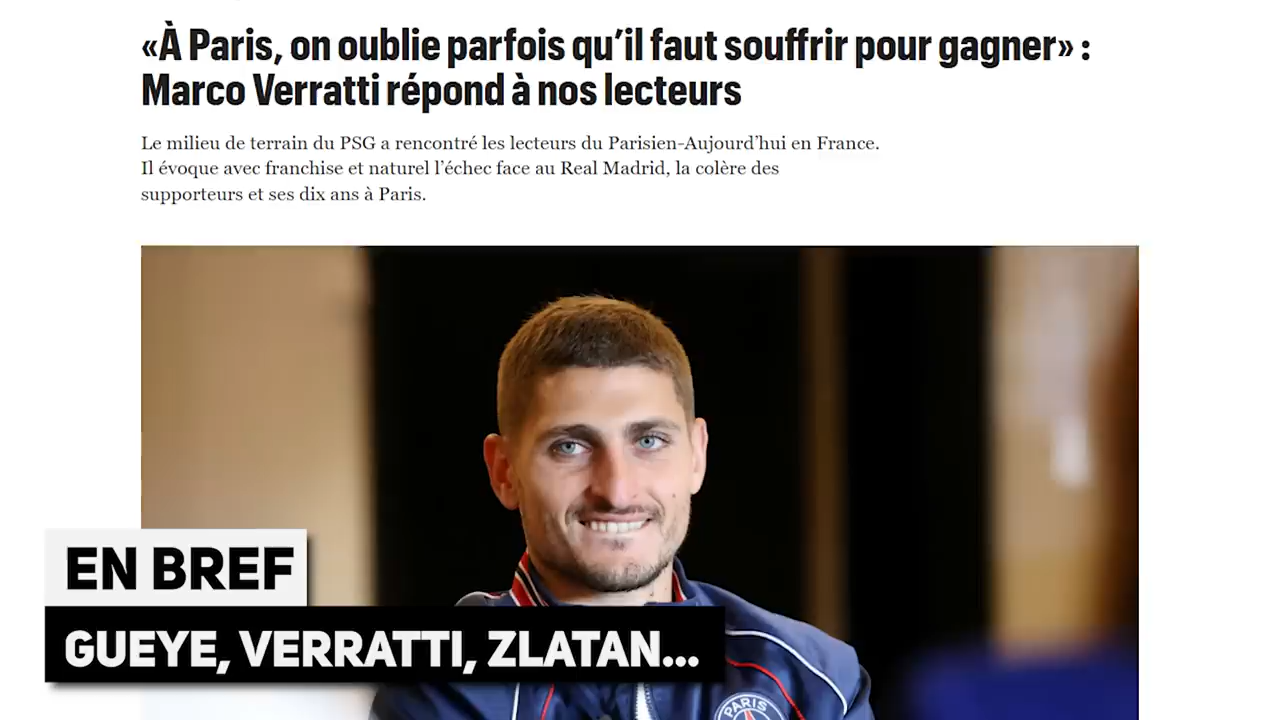 «À Paris, on oublie parfois qu’il faut souffrir pour gagner» :
Marco Verratti répond à nos lecteurs
Le milieu de terrain du PSG a rencontré les lecteurs du Parisien-Aujourd’hui en France.
Il évoque avec franchise et naturel l’échec face au Real Madrid, la colère des
supporteurs et ses dix ans à Paris.
EN BREF
GUEYE, VERRATTI, ZLATAN...
PARIS